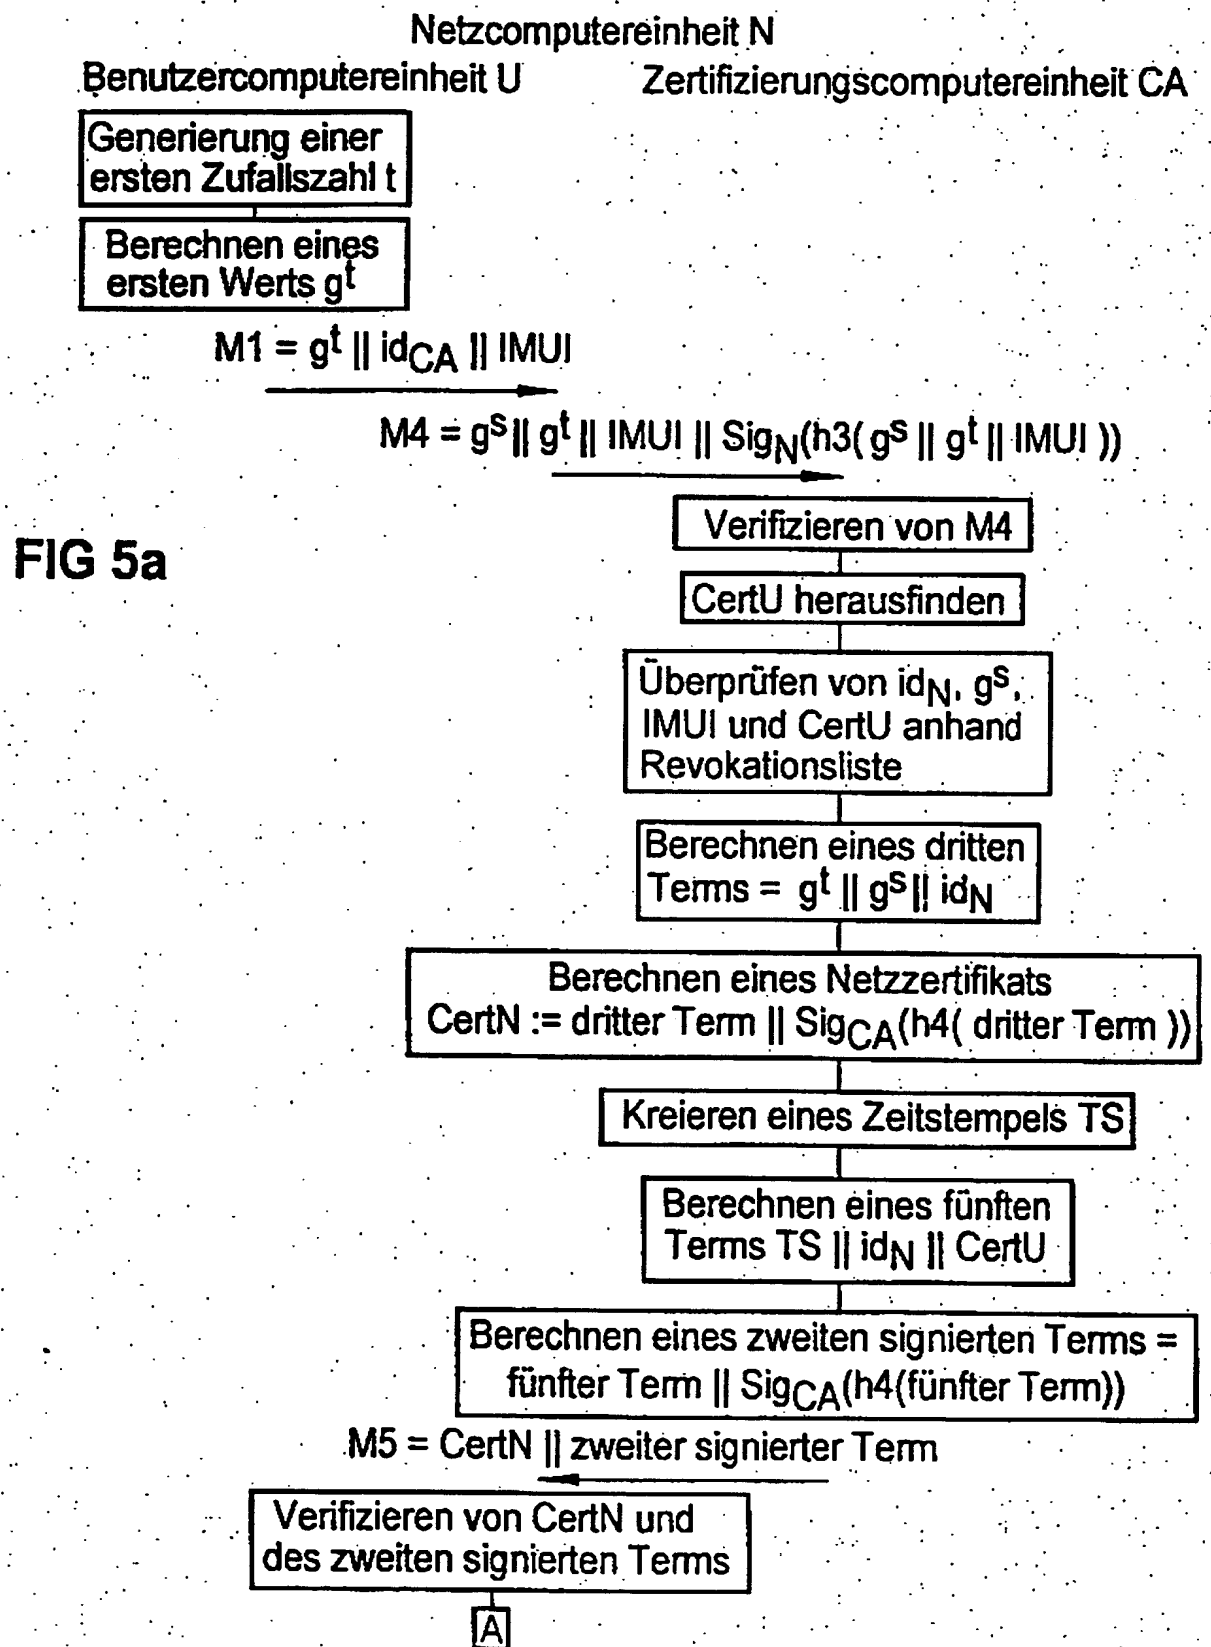 Netzcomputereinheit N
Benutzercomputereinheit U
Zertifizierungscomputereinheit CA
Generierung einer
ersten Zufallszahl t
Berechnen eines
ersten Werts g^t
M1 = g^t || id_CA || IMUI
M4 = g^s || g^t || IMUI || Sig_N(h3( g^s || g^t || IMUI ))
FIG 5a
Verifizieren von M4
CertU herausfinden
Überprüfen von id_N, g^s,
IMUI und CertU anhand
Revokationsliste
Berechnen eines dritten
Terms = g^t || g^s || id_N
Berechnen eines Netzzertifikats
CertN := dritter Term || Sig_CA(h4( dritter Term ))
Kreieren eines Zeitstempels TS
Berechnen eines fünften
Terms TS || id_N || CertU
Berechnen eines zweiten signierten Terms =
fünfter Term || Sig_CA(h4(fünfter Term))
M5 = CertN || zweiter signierter Term
Verifizieren von CertN und
des zweiten signierten Terms
A